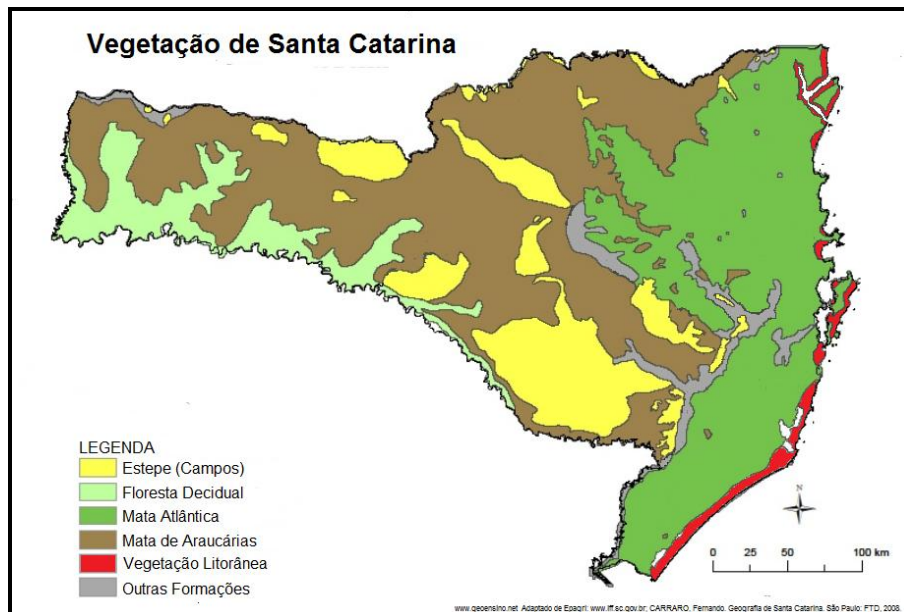 Vegetação de Santa Catarina
LEGENDA
Estepe (Campos)
Floresta Decidual
Mata Atlântica
Mata de Araucárias
Vegetação Litorânea
Outras Formações
N
0 25 50 100 km
www.geoensino.net Adaptado de Epagri: www.iff.sc.gov.br; CARRARO, Fernando. Geografia de Santa Catarina. São Paulo: FTD, 2008.